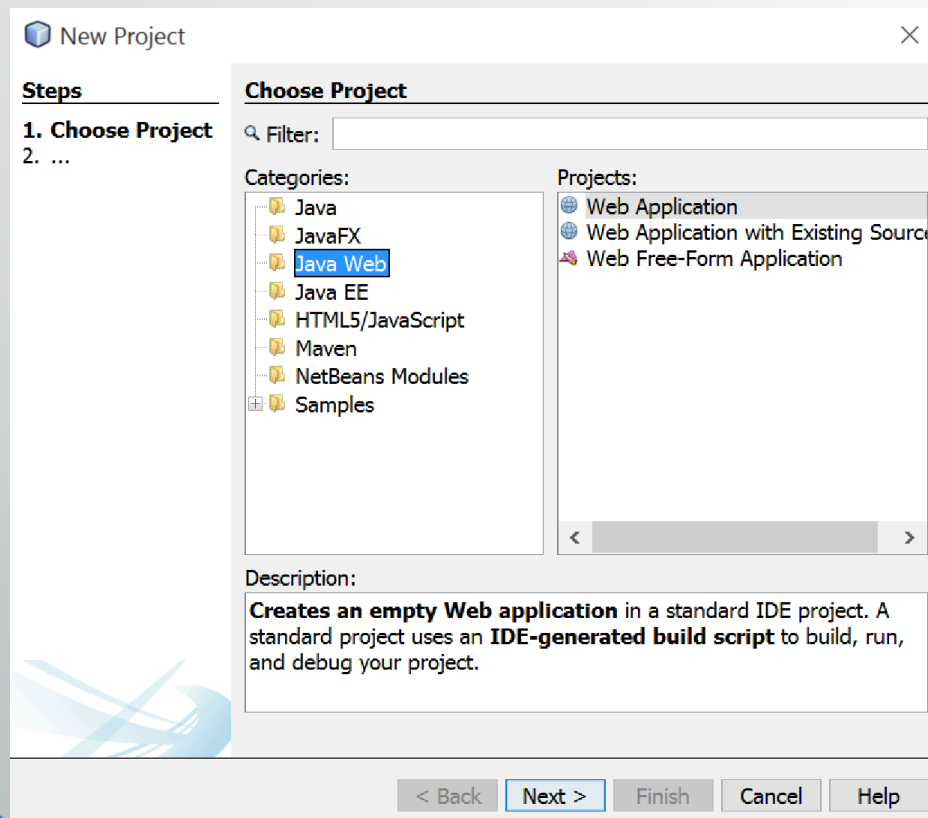 New Project
Steps
1. Choose Project
2. ...
Choose Project
Filter:
Categories:
Java
JavaFX
Java Web
Java EE
HTML5/JavaScript
Maven
NetBeans Modules
Samples
Projects:
Web Application
Web Application with Existing Source
Web Free-Form Application
Description:
Creates an empty Web application in a standard IDE project. A
standard project uses an IDE-generated build script to build, run,
and debug your project.
< Back
Next >
Finish
Cancel
Help